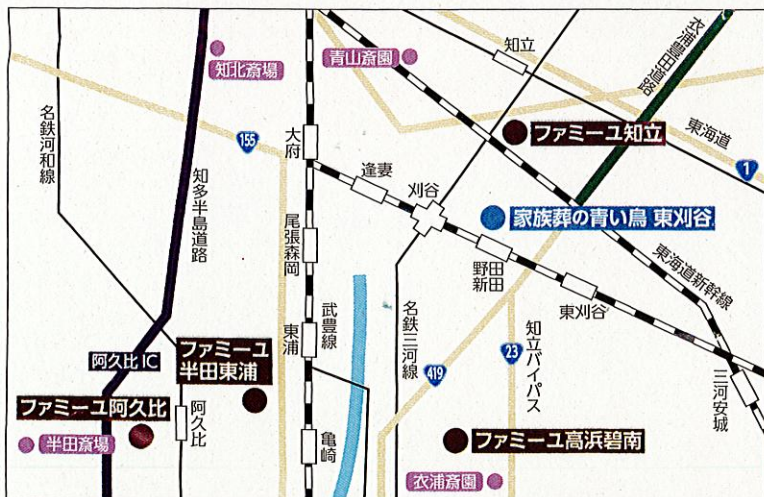 知北斎場
青山斎園
知立
衣浦豊田道路
名鉄河和線
155
大府
ファミーユ知立
東海道
1
知多半島道路
逢妻
刈谷
家族葬の青い鳥 東刈谷
尾張森岡
野田
新町
東海道新幹線
東刈谷
東浦
武豊線
名鉄三河線
阿久比IC
ファミーユ
半田東浦
419
23
知立バイパス
三河安城
ファミーユ阿久比
阿久比
半田斎場
亀崎
ファミーユ高浜碧南
衣浦斎園